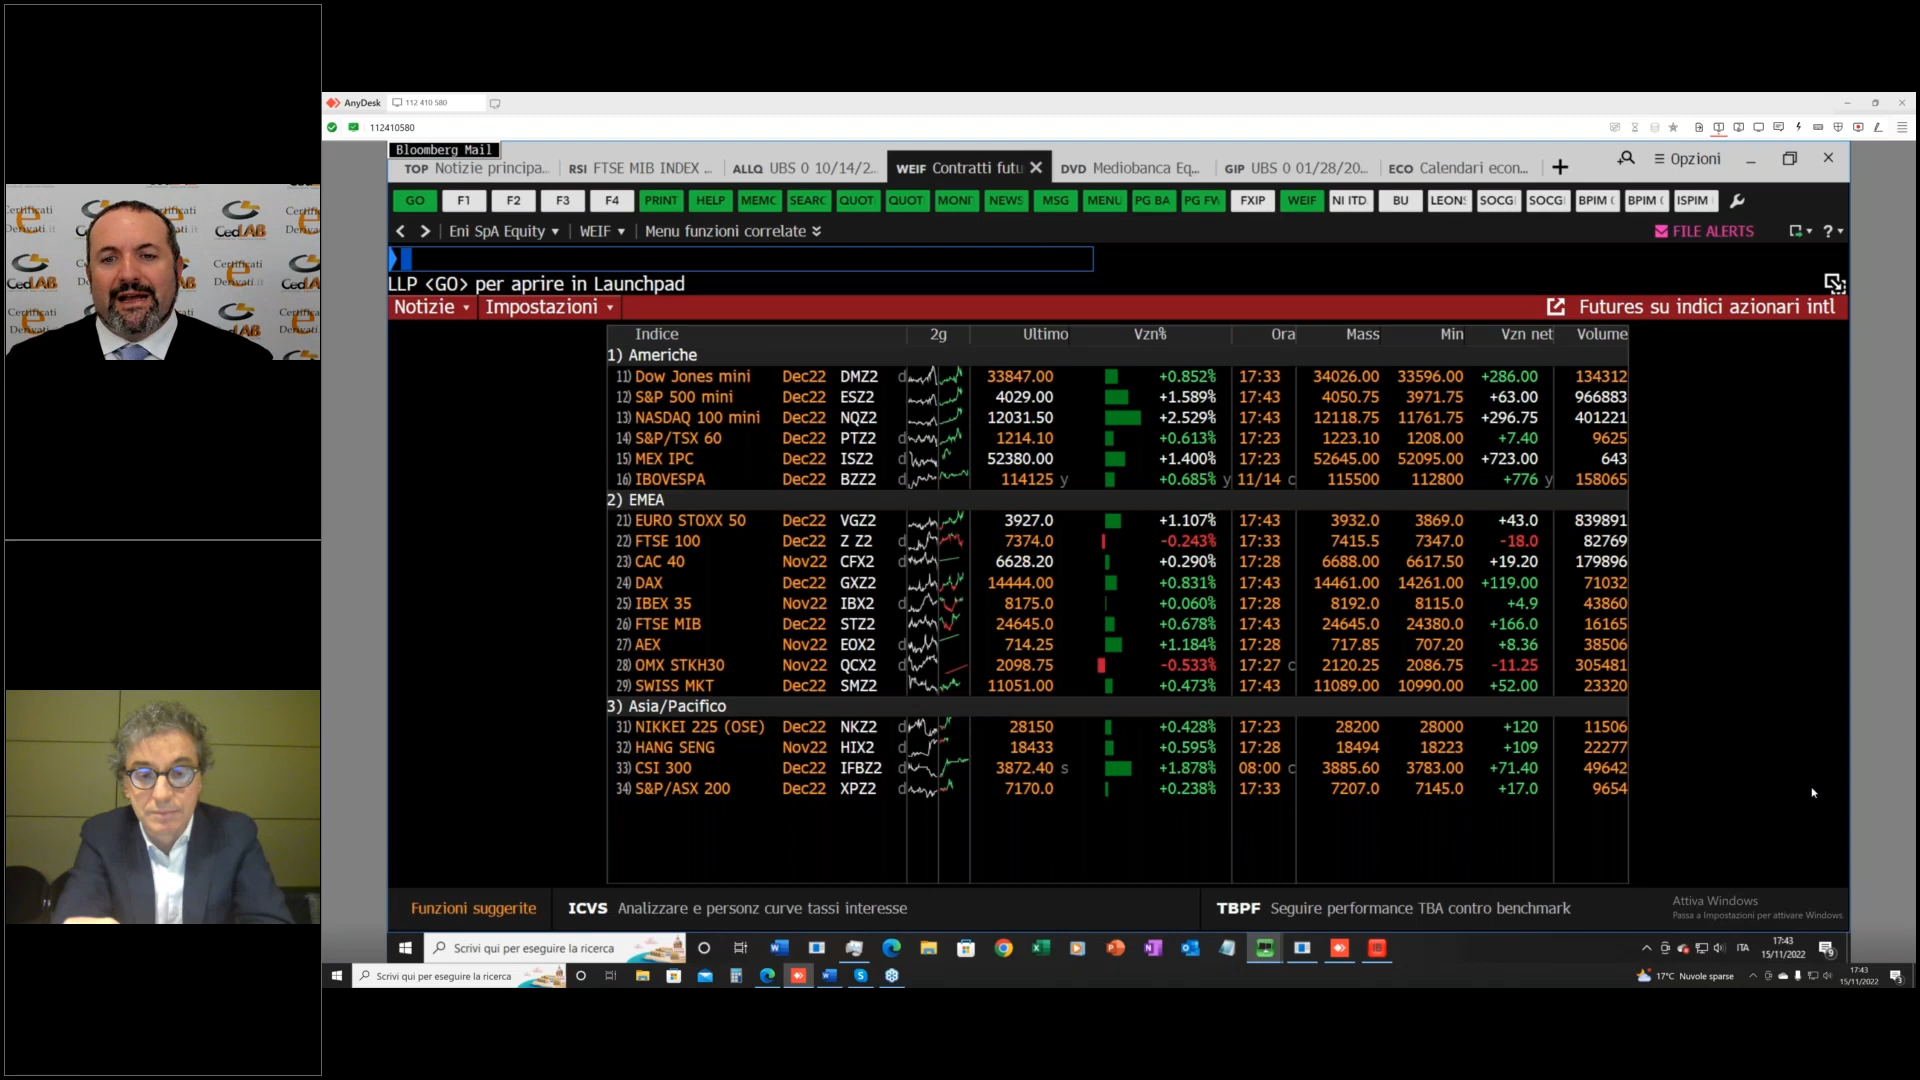 AnyDesk 112 410 580
112410580
Bloomberg Mail
TOP Notizie principa...
RSI FTSE MIB INDEX ...
ALLQ UBS 0 10/14/2...
WEIF Contratti futu
DVD Mediobanca Eq...
GIP UBS 0 01/28/20...
ECO Calendari econ...
Opzioni
GO F1 F2 F3 F4 PRINT HELP MEMC SEARC QUOT QUOT MONI NEWS MSG MENU PG BA PG FW FXIP WEIF NI ITD BU LEON SOCG SOCG BPIM ( BPIM ( ISPIM
Eni SpA Equity WEIF Menu funzioni correlate FILE ALERTS ?
LLP <GO> per aprire in Launchpad
Notizie Impostazioni Futures su indici azionari intl
Indice 2g Ultimo Vzn% Ora Mass Min Vzn net Volume
1) Americhe
11) Dow Jones mini Dec22 DMZ2 d 33847.00 +0.852% 17:33 34026.00 33596.00 +286.00 134312
12) S&P 500 mini Dec22 ESZ2 4029.00 +1.589% 17:43 4050.75 3971.75 +63.00 966883
13) NASDAQ 100 mini Dec22 NQZ2 12031.50 +2.529% 17:43 12118.75 11761.75 +296.75 401221
14) S&P/TSX 60 Dec22 PTZ2 d 1214.10 +0.613% 17:23 1223.10 1208.00 +7.40 9625
15) MEX IPC Dec22 ISZ2 d 52380.00 +1.400% 17:23 52645.00 52095.00 +723.00 643
16) IBOVESPA Dec22 BZZ2 d 114125 y +0.685% y 11/14 c 115500 112800 +776 y 158065
2) EMEA
21) EURO STOXX 50 Dec22 VGZ2 3927.0 +1.107% 17:43 3932.0 3869.0 +43.0 839891
22) FTSE 100 Dec22 Z Z2 d 7374.0 -0.243% 17:33 7415.5 7347.0 -18.0 82769
23) CAC 40 Nov22 CFX2 d 6628.20 +0.290% 17:28 6688.00 6617.50 +19.20 179896
24) DAX Dec22 GXZ2 14444.00 +0.831% 17:43 14461.00 14261.00 +119.00 71032
25) IBEX 35 Nov22 IBX2 d 8175.0 +0.060% 17:28 8192.0 8115.0 +4.9 43860
26) FTSE MIB Dec22 STZ2 24645.0 +0.678% 17:43 24645.0 24380.0 +166.0 16165
27) AEX Nov22 EOX2 d 714.25 +1.184% 17:28 717.85 707.20 +8.36 38506
28) OMX STKH30 Nov22 QCX2 d 2098.75 -0.533% 17:27 c 2120.25 2086.75 -11.25 305481
29) SWISS MKT Dec22 SMZ2 11051.00 +0.473% 17:43 11089.00 10990.00 +52.00 23320
3) Asia/Pacifico
31) NIKKEI 225 (OSE) Dec22 NKZ2 d 28150 +0.428% 17:23 28200 28000 +120 11506
32) HANG SENG Nov22 HIX2 d 18433 +0.595% 17:28 18494 18223 +109 22277
33) CSI 300 Dec22 IFBZ2 d 3872.40 s +1.878% 08:00 c 3885.60 3783.00 +71.40 49642
34) S&P/ASX 200 Dec22 XPZ2 d 7170.0 +0.238% 17:33 7207.0 7145.0 +17.0 9654
Funzioni suggerite ICVS Analizzare e personz curve tassi interesse TBPF Seguire performance TBA contro benchmark
Attiva Windows
Passa a Impostazioni per attivare Windows.
Scrivi qui per eseguire la ricerca ITA 17:43
15/11/2022
Scrivi qui per eseguire la ricerca 17°C Nuvole sparse 17:43
15/11/2022
Certificati
Derivati.it
CedLAB